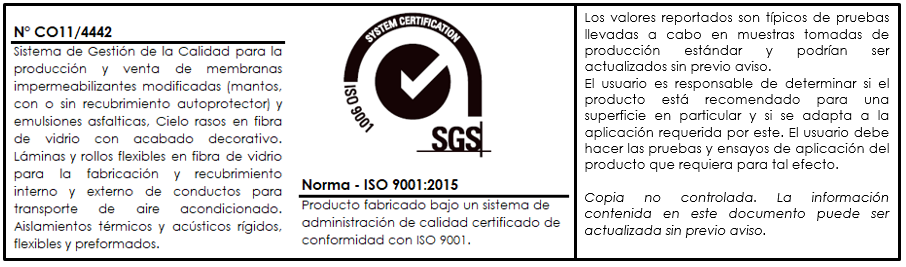 N° CO11/4442
Sistema de Gestión de la Calidad para la
producción y venta de membranas
impermeabilizantes modificadas (mantos,
con o sin recubrimiento autoprotector) y
emulsiones asfalticas, Cielo rasos en fibra
de vidrio con acabado decorativo.
Láminas y rollos flexibles en fibra de vidrio
para la fabricación y recubrimiento
interno y externo de conductos para
transporte de aire acondicionado.
Aislamientos térmicos y acústicos rígidos,
flexibles y preformados.
SYSTEM CERTIFICATION
ISO 9001
SGS
Norma - ISO 9001:2015
Producto fabricado bajo un sistema de
administración de calidad certificado de
conformidad con ISO 9001.
Los valores reportados son típicos de pruebas
llevadas a cabo en muestras tomadas de
producción estándar y podrían ser
actualizados sin previo aviso.
El usuario es responsable de determinar si el
producto está recomendado para una
superficie en particular y si se adapta a la
aplicación requerida por este. El usuario debe
hacer las pruebas y ensayos de aplicación del
producto que requiera para tal efecto.
Copia no controlada. La información
contenida en este documento puede ser
actualizada sin previo aviso.